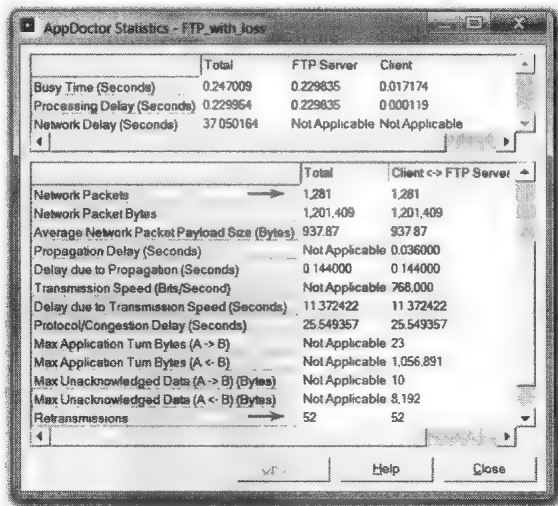 AppDoctor Statistics - FTP_with_loss
Total FTP Server Client
Busy Time (Seconds) 0.247009 0.229835 0.017174
Processing Delay (Seconds) 0.229954 0.229835 0.000119
Network Delay (Seconds) 37.050164 Not Applicable Not Applicable
Total Client <-> FTP Server
Network Packets 1,281 1,281
Network Packet Bytes 1,201,409 1,201,409
Average Network Packet Payload Size (Bytes) 937.87 937.87
Propagation Delay (Seconds) Not Applicable 0.036000
Delay due to Propagation (Seconds) 0.144000 0.144000
Transmission Speed (Bits/Second) Not Applicable 768,000
Delay due to Transmission Speed (Seconds) 11.372422 11.372422
Protocol/Congestion Delay (Seconds) 25.549357 25.549357
Max Application Turn Bytes (A -> B) Not Applicable 23
Max Application Turn Bytes (A <- B) Not Applicable 1,056,891
Max Unacknowledged Data (A -> B) (Bytes) Not Applicable 10
Max Unacknowledged Data (A <- B) (Bytes) Not Applicable 8,192
Retransmissions 52 52
Help Close